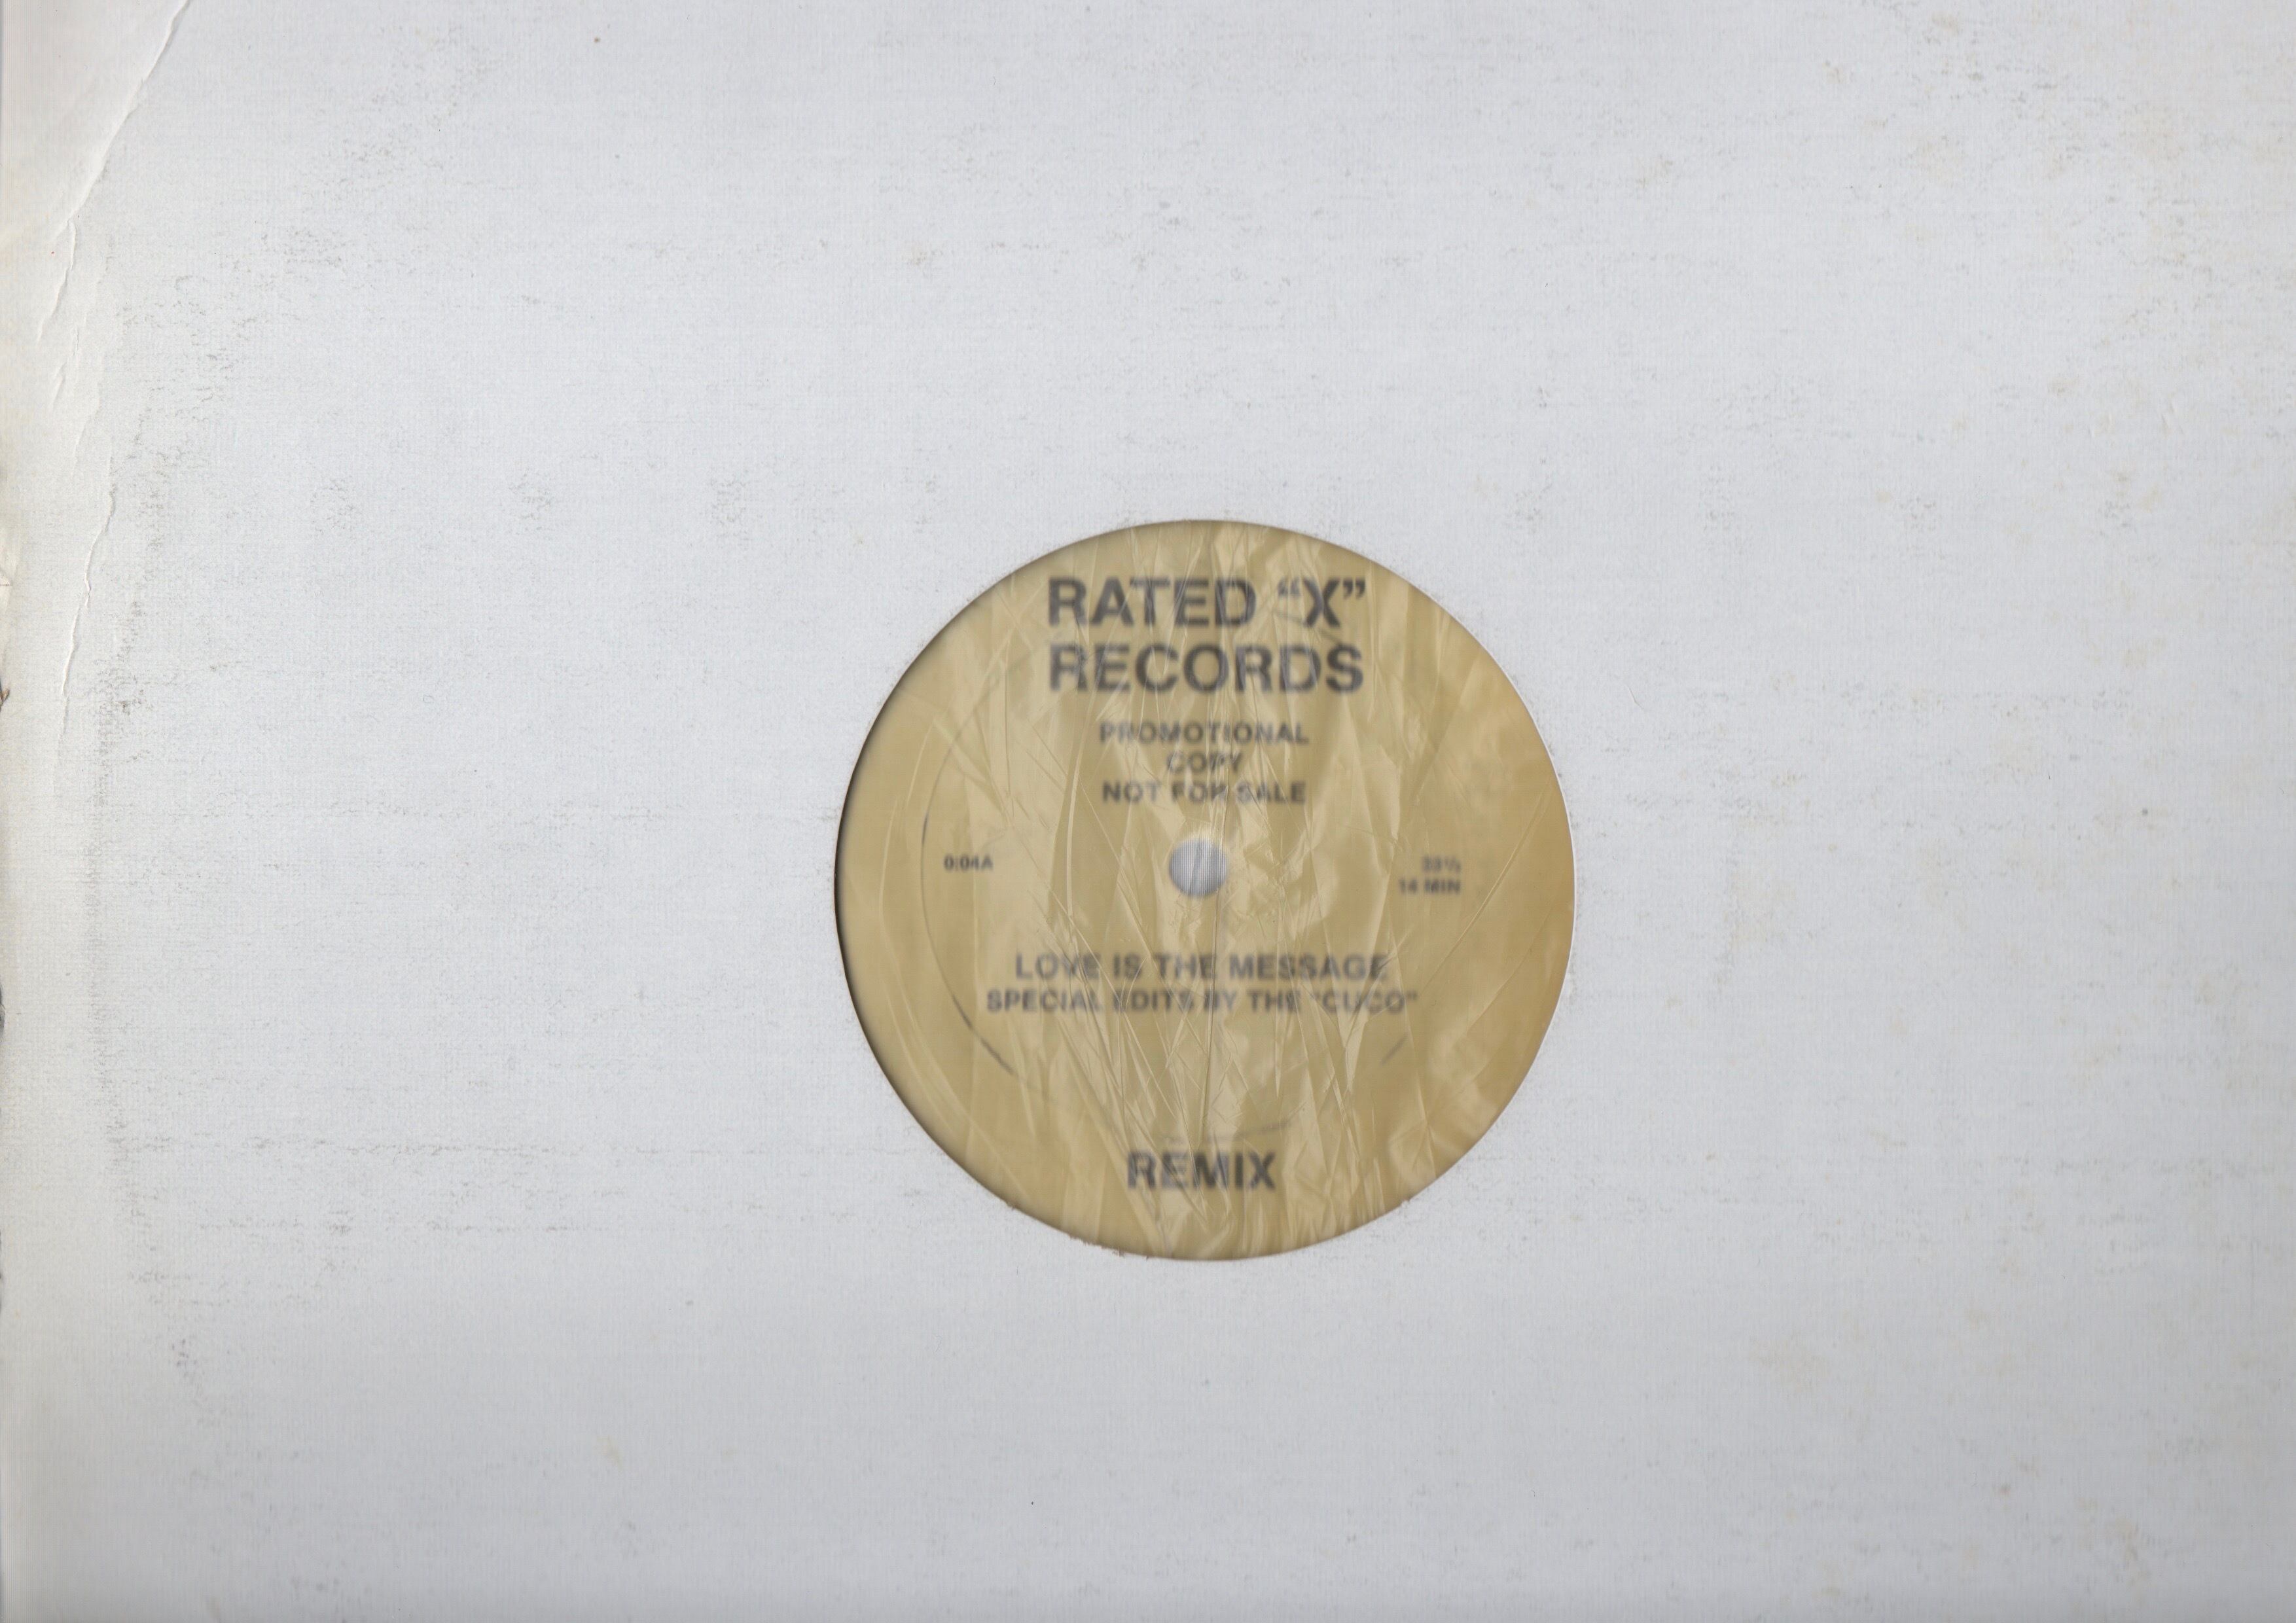 RATED “X”
RECORDS
PROMOTIONAL
COPY
NOT FOR SALE
0:04A
33⅓
14 MIN
LOVE IS THE MESSAGE
SPECIAL EDITS BY THE "CUCO"
REMIX